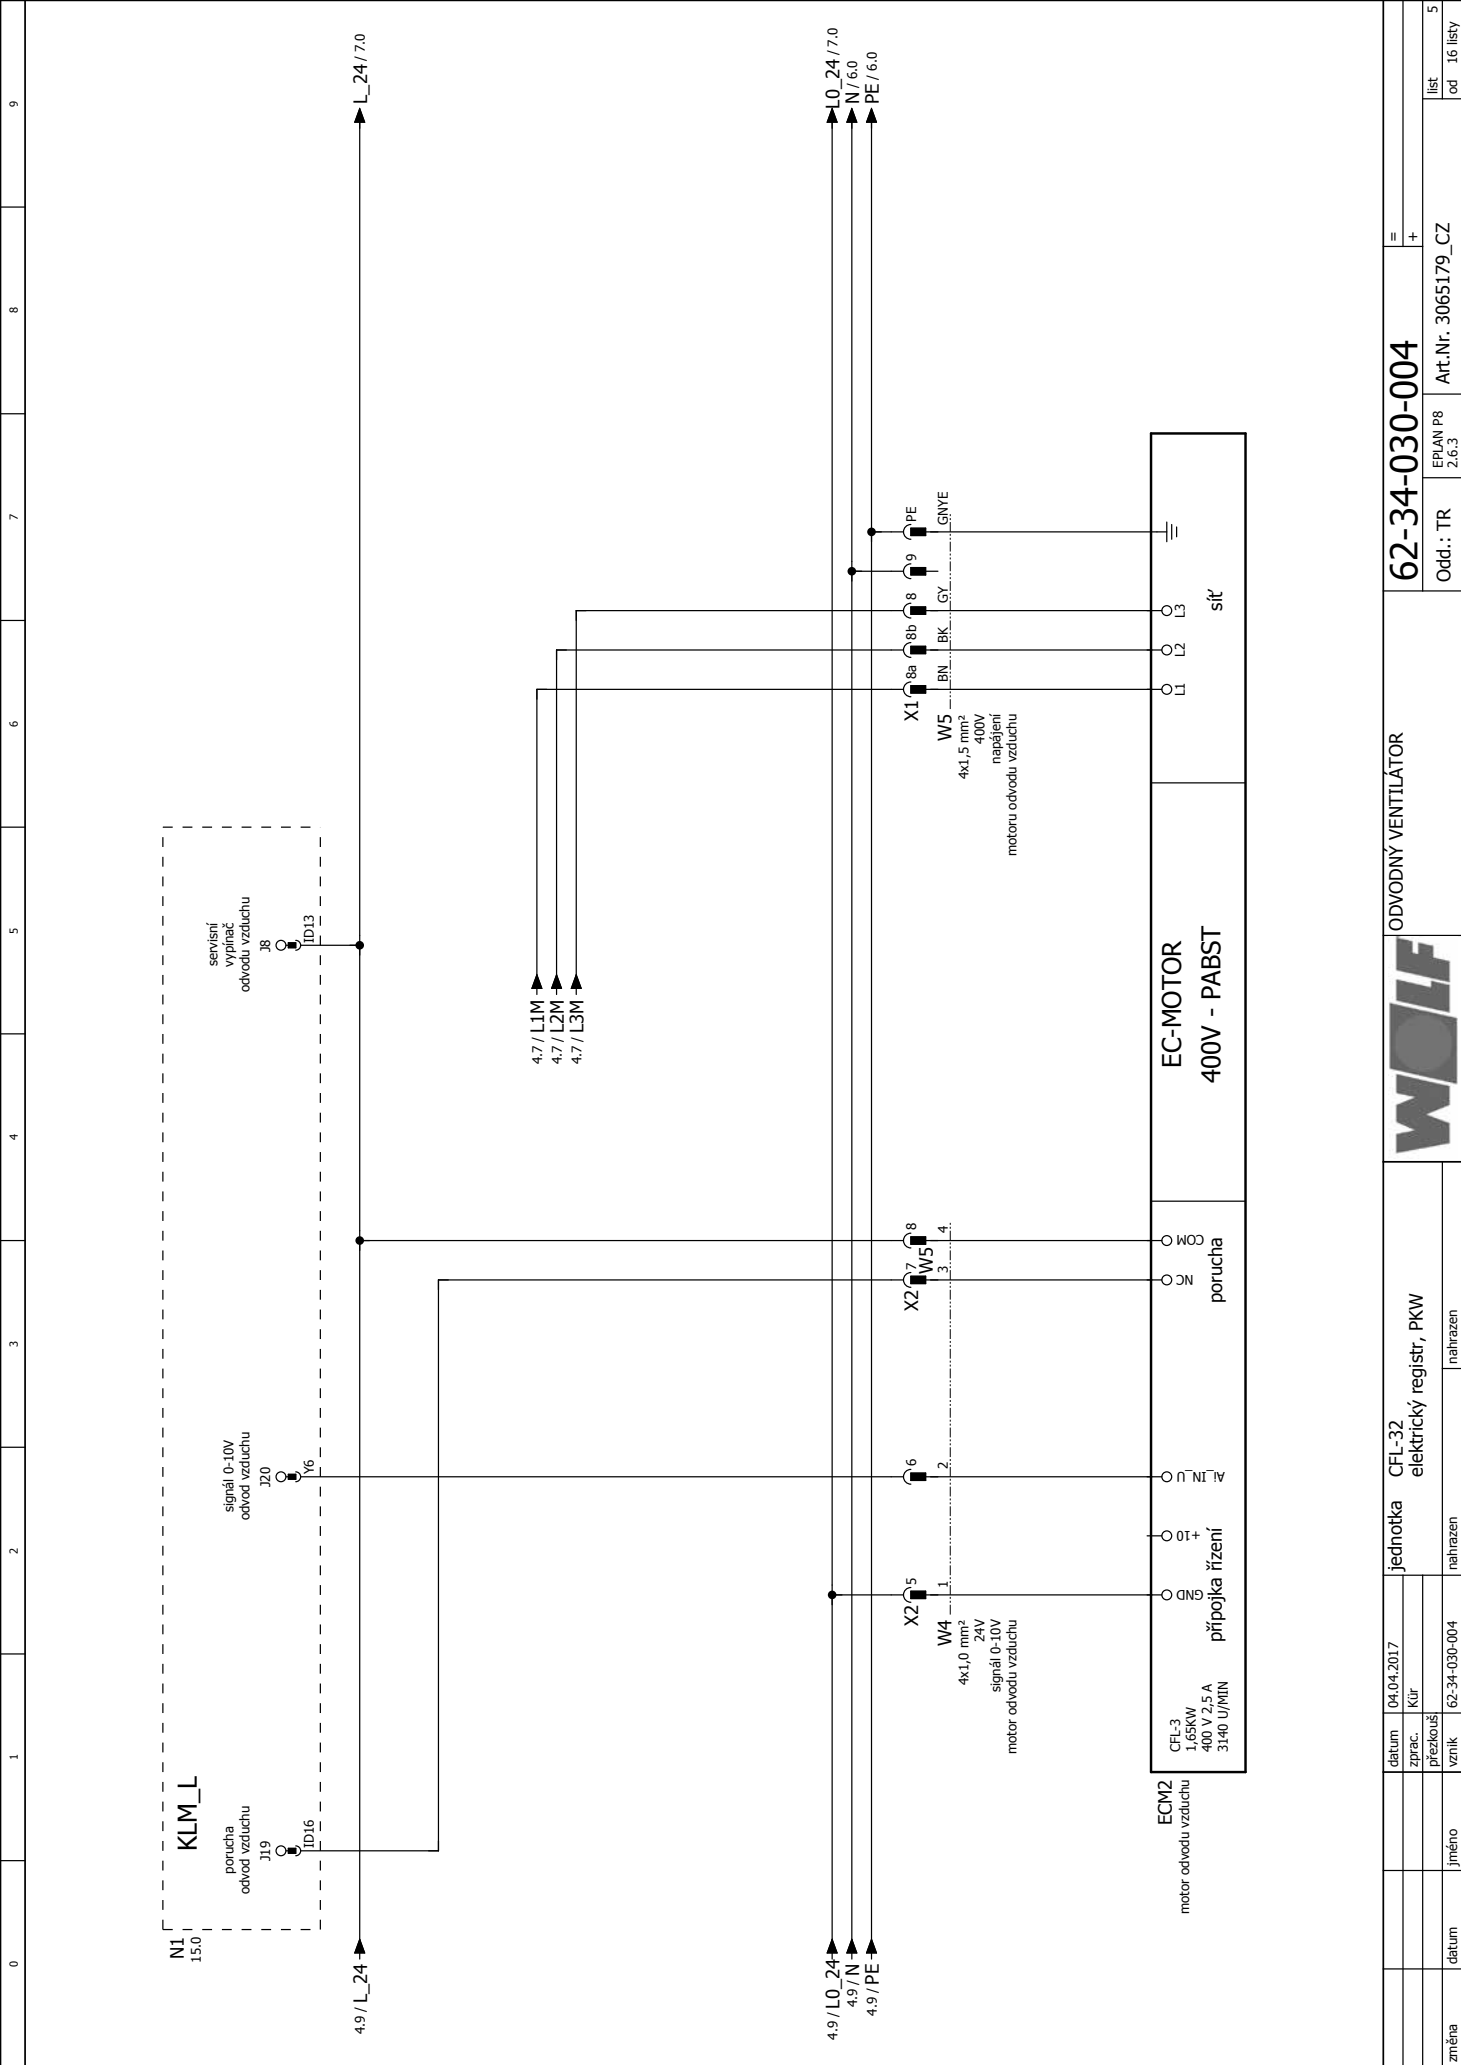 0
1
2
3
4
5
6
7
8
9
N1
15.0
KLM_L
porucha
odvod vzduchu
J19
ID16
signál 0-10V
odvod vzduchu
J20
Y6
servisní
vypínač
odvodu vzduchu
J8
ID13
4.9 / L_24
L_24 / 7.0
4.7 / L1M
4.7 / L2M
4.7 / L3M
4.9 / L0_24
4.9 / N
4.9 / PE
L0_24 / 7.0
N / 6.0
PE / 6.0
X2
5
6
X2
7
8
W5
X1
8a
8b
8
9
PE
W4
1
2
3
4
4x1,0 mm²
24V
signál 0-10V
motor odvodu vzduchu
W5
BN
BK
GY
GNYE
4x1,5 mm²
400V
napájení
motoru odvodu vzduchu
ECM2
motor odvodu vzduchu
CFL-3
1,65KW
400 V 2,5 A
3140 U/MIN
GND
+10
Ai_IN_U
přípojka řízení
NC
COM
porucha
EC-MOTOR
400V - PABST
L1
L2
L3
síť
změna
datum
jméno
datum
04.04.2017
zprac.
Kür
přezkouš.
vznik
62-34-030-004
jednotka
CFL-32
elektrický registr, PKW
nahrazen
nahrazen
WOLF
ODVODNÝ VENTILÁTOR
62-34-030-004
=
+
Odd.: TR
EPLAN P8
2.6.3
Art.Nr. 3065179_CZ
list 5
od 16 listy